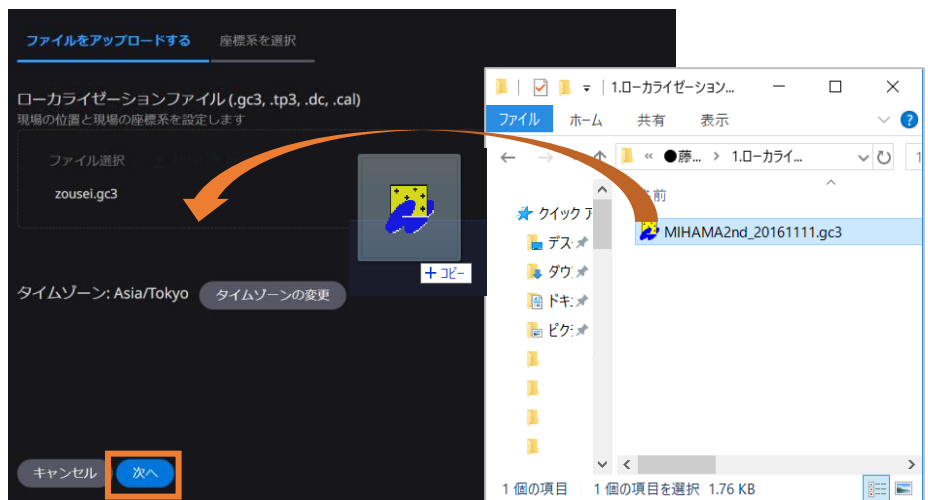 ファイルをアップロードする 座標系を選択
ローカライゼーションファイル (.gc3, .tp3, .dc, .cal)
現場の位置と現場の座標系を設定します
ファイル選択
zousei.gc3
コピー
タイムゾーン: Asia/Tokyo タイムゾーンの変更
キャンセル 次へ
1.ローカライゼーション...
ファイル ホーム 共有 表示
« ●藤... > 1.ローカライ...
前
クイック
MIHAMA2nd_20161111.gc3
デス
ダウ
ドキ
ピク
1 個の項目 1 個の項目を選択 1.76 KB